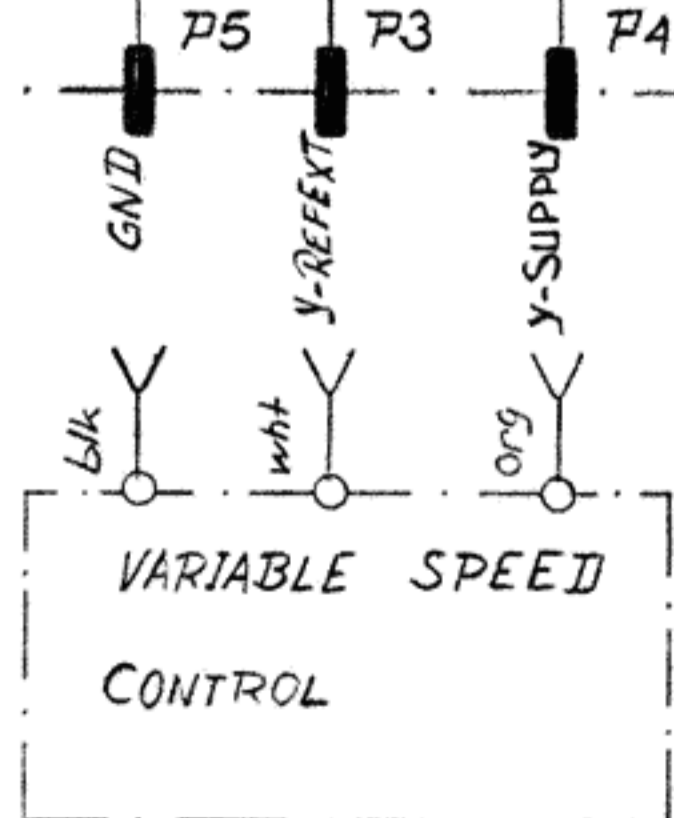 P5 P3 P4
GND Y-REFEXT Y-SUPPLY
blk wht org
VARIABLE SPEED
CONTROL